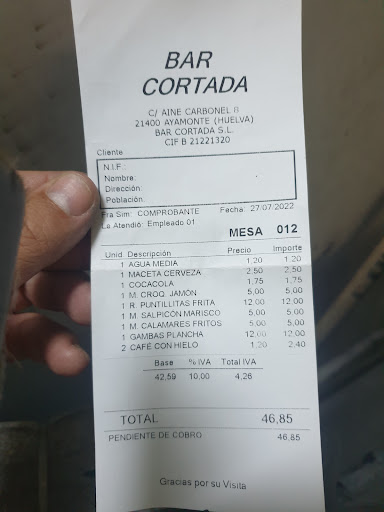 BAR
CORTADA
C/ AINE CARBONEL 8
21400 AYAMONTE (HUELVA)
BAR CORTADA S.L.
CIF B 21221320
Cliente
N.I.F.:
Nombre:
Dirección:
Población:
Fra Sim: COMPROBANTE Fecha: 27/07/2022
Le Atendió: Empleado 01
MESA 012
Unid Descripción Precio Importe
1 AGUA MEDIA 1,20 1,20
1 MACETA CERVEZA 2,50 2,50
1 COCACOLA 1,75 1,75
1 M. CROQ. JAMÓN 5,00 5,00
1 R. PUNTILLITAS FRITA 12,00 12,00
1 M. SALPICÓN MARISCO 5,00 5,00
1 M. CALAMARES FRITOS 5,00 5,00
1 GAMBAS PLANCHA 12,00 12,00
2 CAFÉ CON HIELO 1,20 2,40
Base % IVA Total IVA
42,59 10,00 4,26
TOTAL 46,85
PENDIENTE DE COBRO 46,85
Gracias por su Visita